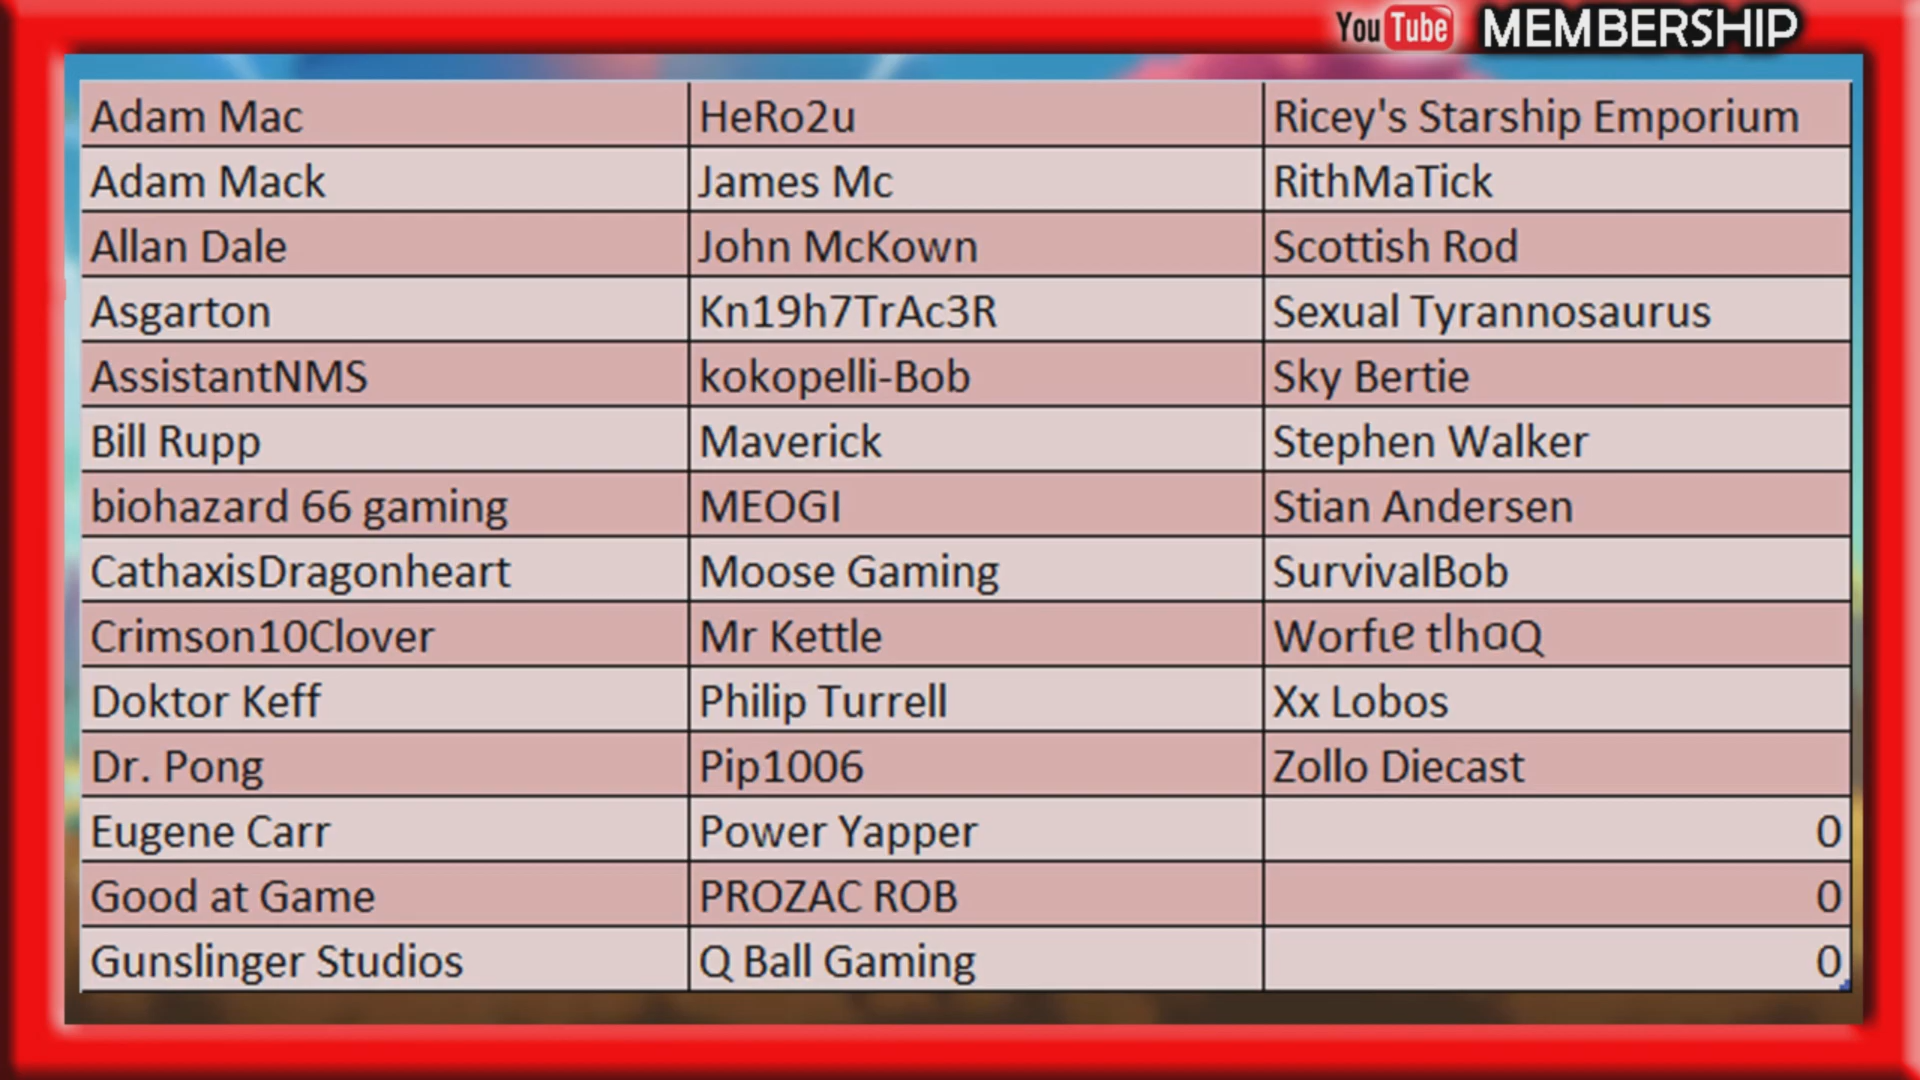 YouTube MEMBERSHIP
Adam Mac HeRo2u Ricey's Starship Emporium
Adam Mack James Mc RithMaTick
Allan Dale John McKown Scottish Rod
Asgarton Kn19h7TrAc3R Sexual Tyrannosaurus
AssistantNMS kokopelli-Bob Sky Bertie
Bill Rupp Maverick Stephen Walker
biohazard 66 gaming MEOGI Stian Andersen
CathaxisDragonheart Moose Gaming SurvivalBob
Crimson10Clover Mr Kettle Worfɩɐ tlhɑQ
Doktor Keff Philip Turrell Xx Lobos
Dr. Pong Pip1006 Zollo Diecast
Eugene Carr Power Yapper 0
Good at Game PROZAC ROB 0
Gunslinger Studios Q Ball Gaming 0